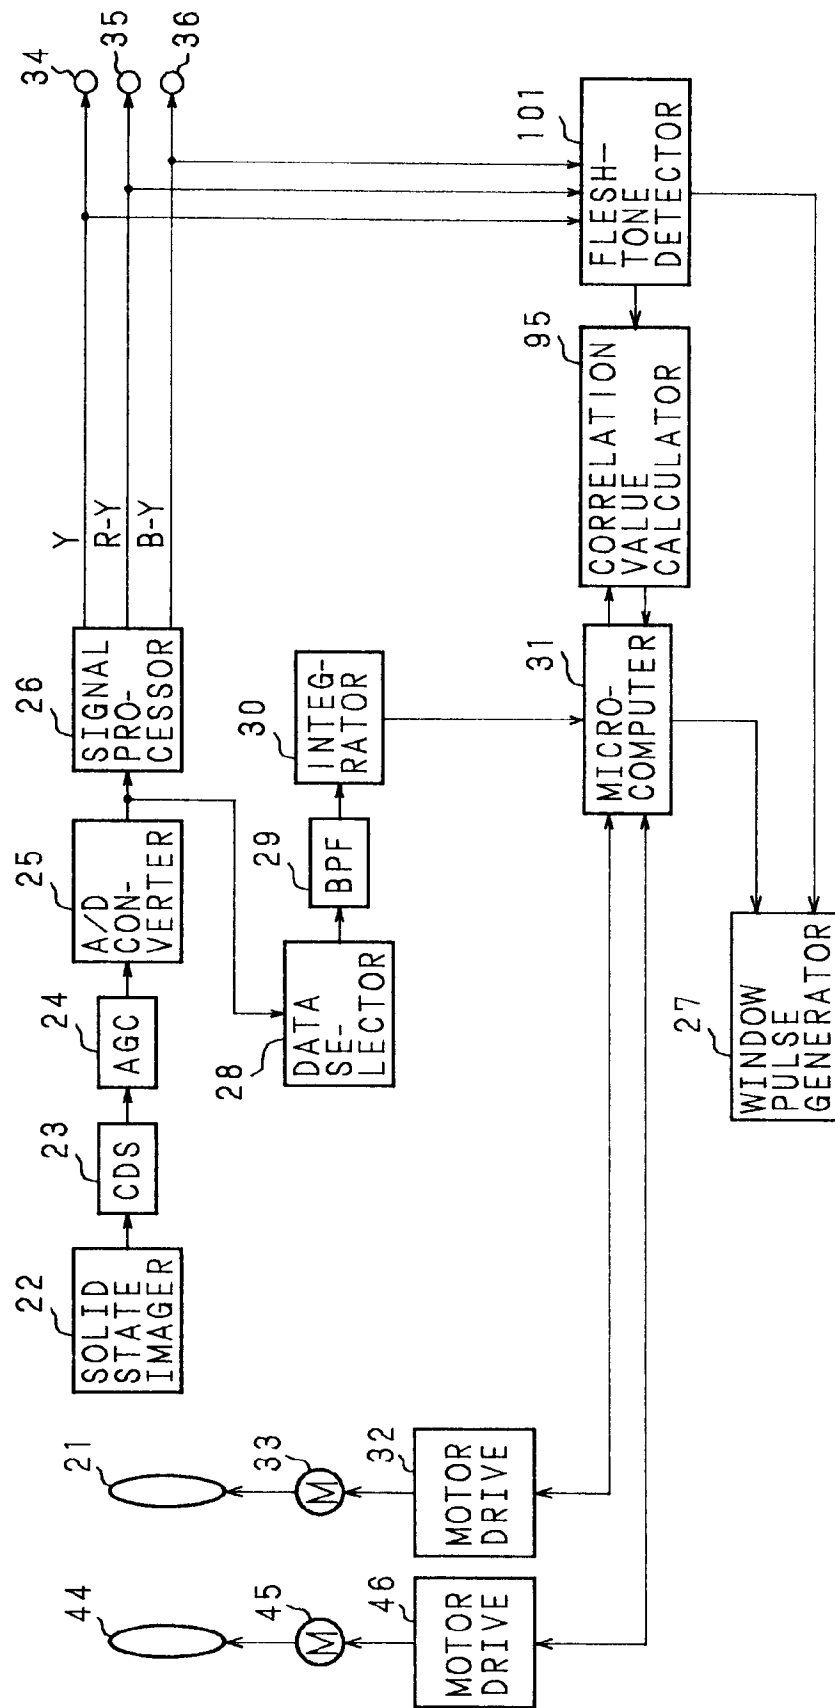 44
21
22
SOLID
STATE
IMAGER
23
CDS
24
AGC
25
A/D
CON-
VERTER
26
SIGNAL
PRO-
CESSOR
Y
R-Y
B-Y
34
35
36
45
M
33
M
28
DATA
SE-
LECTOR
29
BPF
30
INTEG-
RATOR
46
MOTOR
DRIVE
32
MOTOR
DRIVE
31
MICRO-
COMPUTER
95
CORRELATION
VALUE
CALCULATOR
101
FLESH-
TONE
DETECTOR
27
WINDOW
PULSE
GENERATOR